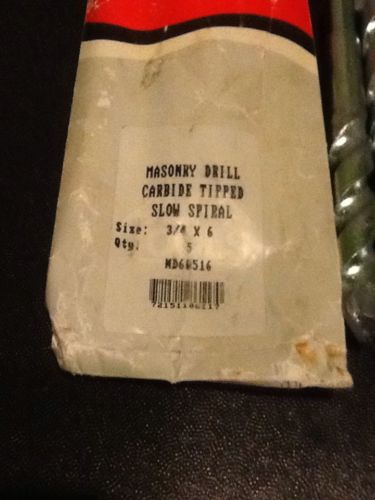 MASONRY DRILL
CARBIDE TIPPED
SLOW SPIRAL
Size: 3/4 X 6
Qty: 5